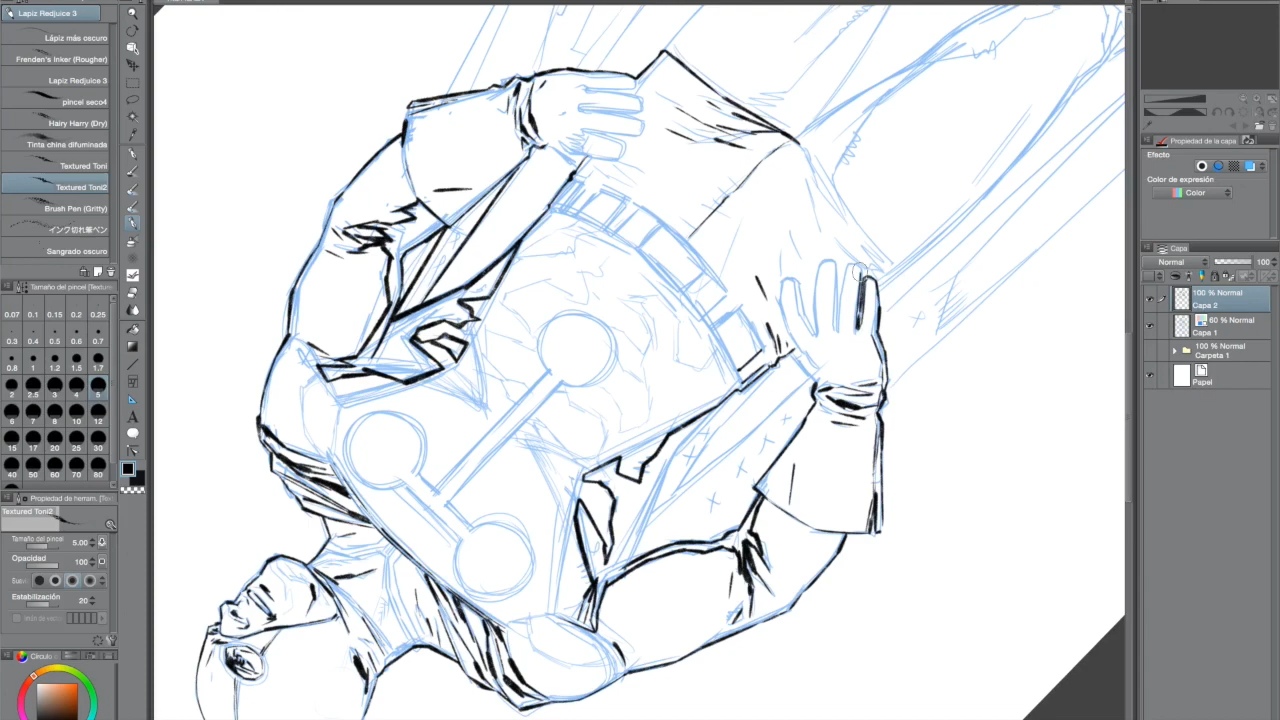 Lapiz Redjuice 3
Lápiz más oscuro
Frenden's Inker (Rougher)
Lapiz Redjuice 3
pincel seco4
Hairy Harry (Dry)
Tinta china difuminada
Textured Toni
Textured Toni2
Brush Pen (Gritty)
インク切れ筆ペン
Sangrado oscuro
Tamaño del pincel [Texture
0.07 0.1 0.15 0.2 0.25
0.3 0.4 0.5 0.6 0.7
0.8 1 1.2 1.5 1.7
2 2.5 3 4 5
6 7 8 10 12
15 17 20 25 30
40 50 60 70 80
Propiedad de herram. [Tex
Textured Toni2
Tamaño del pincel 5.00
Opacidad 100
Estabilización 20
Círculo
Propiedad de la capa
Efecto
Color de expresión
Color
Capa
Normal 100
100 % Normal
Capa 2
60 % Normal
Capa 1
100 % Normal
Carpeta 1
Papel